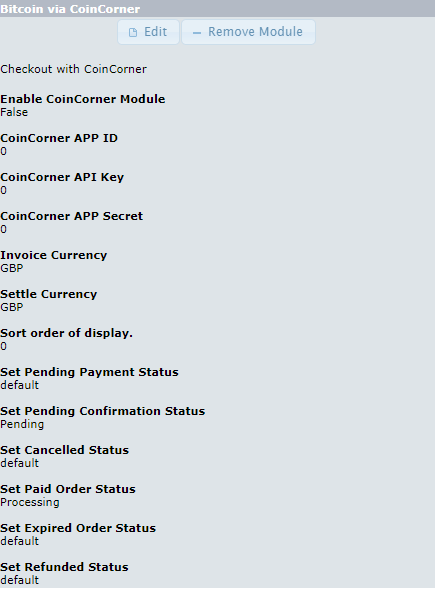 Bitcoin via CoinCorner
Edit
Remove Module
Checkout with CoinCorner
Enable CoinCorner Module
False
CoinCorner APP ID
0
CoinCorner API Key
0
CoinCorner APP Secret
0
Invoice Currency
GBP
Settle Currency
GBP
Sort order of display.
0
Set Pending Payment Status
default
Set Pending Confirmation Status
Pending
Set Cancelled Status
default
Set Paid Order Status
Processing
Set Expired Order Status
default
Set Refunded Status
default